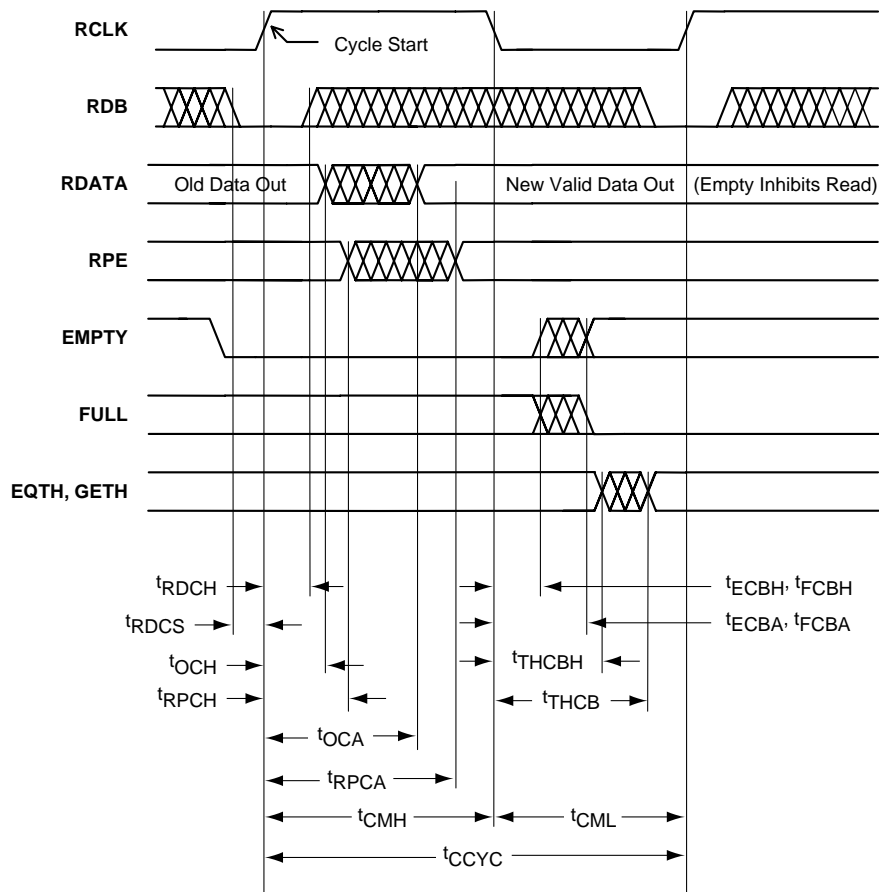 RCLK
Cycle Start
RDB
RDATA Old Data Out New Valid Data Out (Empty Inhibits Read)
RPE
EMPTY
FULL
EQTH, GETH
tRDCH tECBH, tFCBH
tRDCS tECBA, tFCBA
tOCH tTHCBH
tRPCH tTHCB
tOCA
tRPCA
tCMH tCML
tCCYC